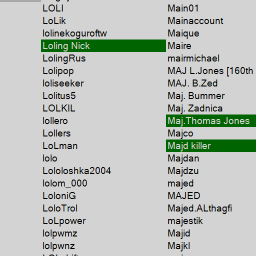 LOLI
LoLik
lolinekoguroftw
Loling Nick
LolingRus
Lolipop
loliseeker
Lolitus5
LOLKIL
lollero
Lollers
LoLman
lolo
Lololoshka2004
lolom_000
LoloniG
LoloTrol
LoLpower
lolpwmz
lolpwnz
Main01
Mainaccount
Maique
Maire
mairmichael
MAJ L.Jones [160th
MAJ. B.Zed
Maj. Bummer
Maj. Zadnica
Maj.Thomas Jones
Majco
Majd killer
Majdan
Majdzu
majed
MAJED
Majed.ALthagfi
majestik
Majid
Majkl